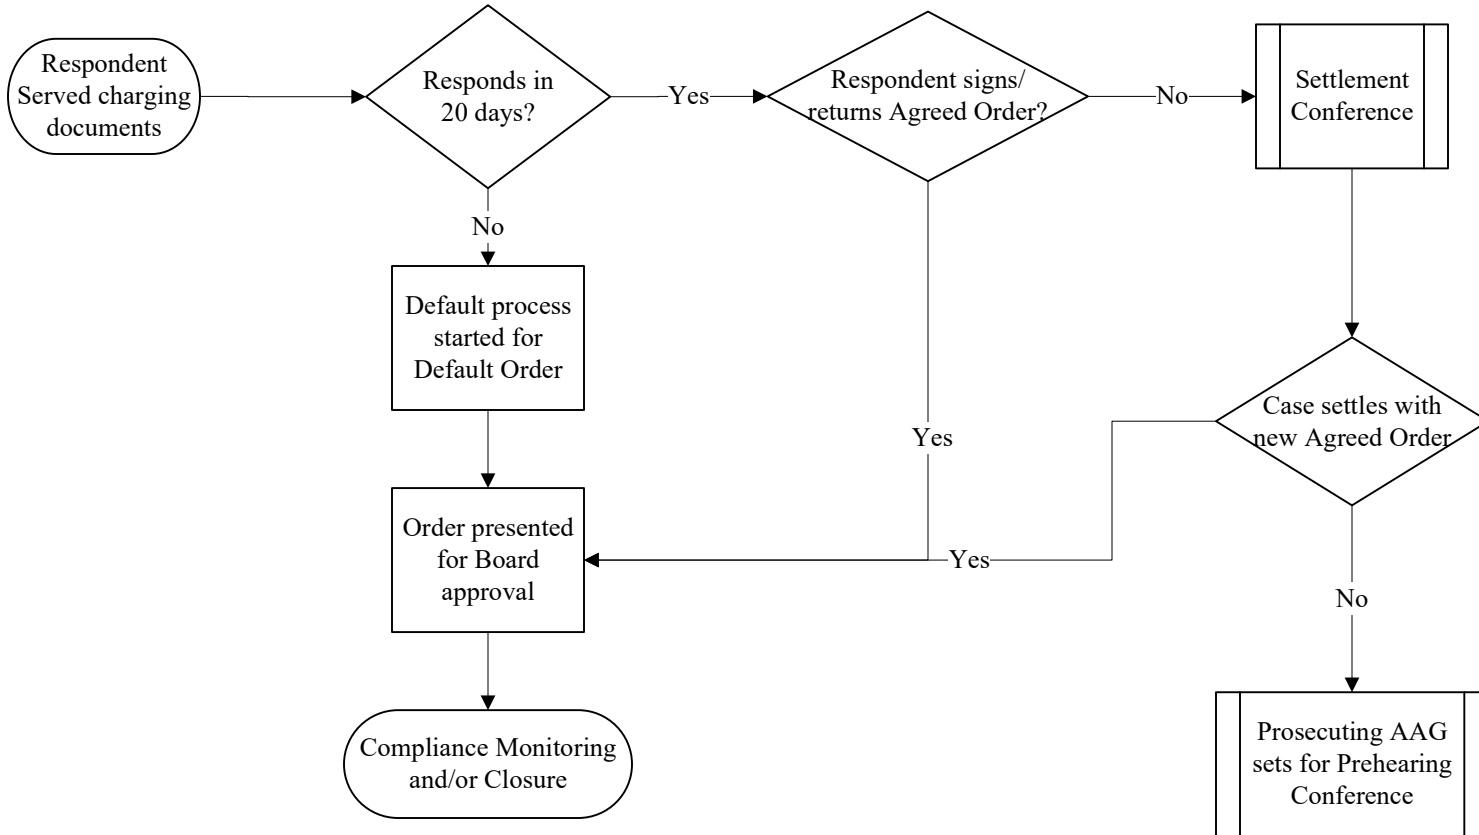 Respondent
Served charging
documents
Responds in
20 days?
Yes
Respondent signs/
returns Agreed Order?
No
Settlement
Conference
No
Default process
started for
Default Order
Yes
Case settles with
new Agreed Order
Order presented
for Board
approval
Yes
No
Compliance Monitoring
and/or Closure
Prosecuting AAG
sets for Prehearing
Conference